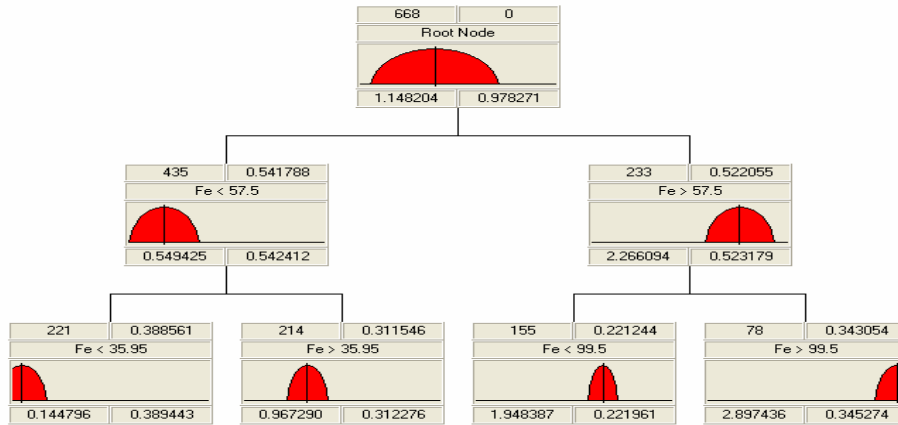 668 0
Root Node
1.148204 0.978271
435 0.541788
Fe < 57.5
0.549425 0.542412
233 0.522055
Fe > 57.5
2.266094 0.523179
221 0.388561
Fe < 35.95
0.144796 0.389443
214 0.311546
Fe > 35.95
0.967290 0.312276
155 0.221244
Fe < 99.5
1.948387 0.221961
78 0.343054
Fe > 99.5
2.897436 0.345274